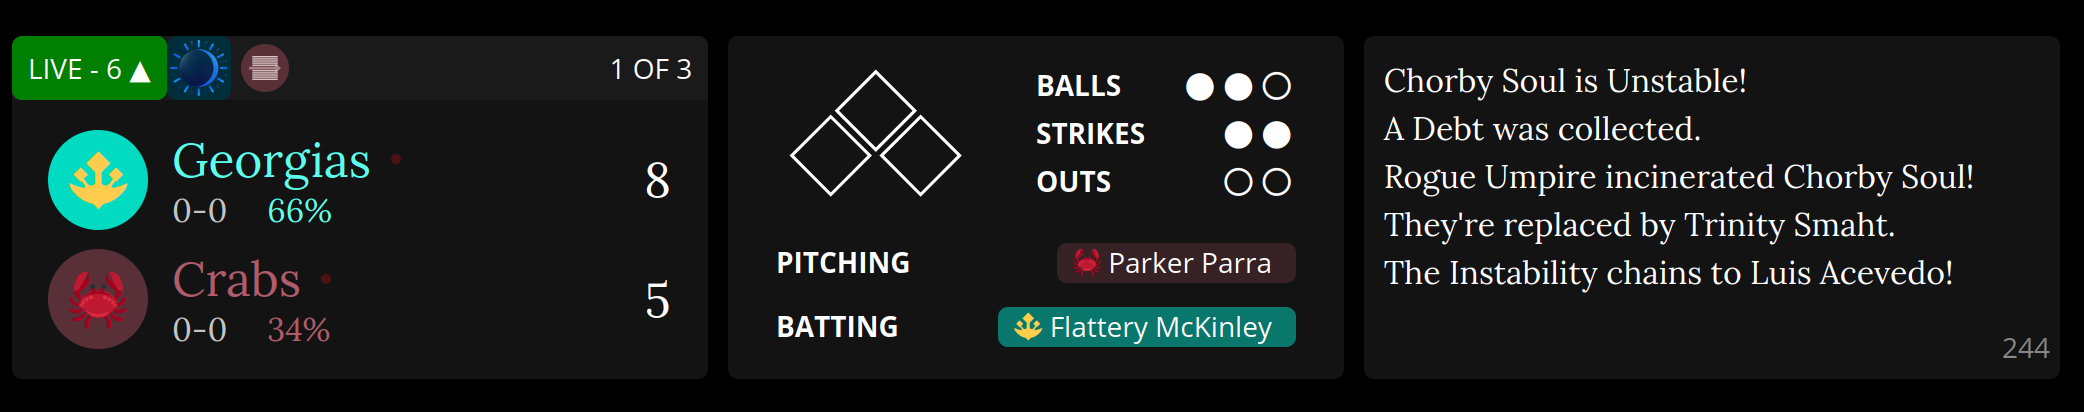 LIVE - 6 ▲
1 OF 3
Georgias
0-0 66%
8
Crabs
0-0 34%
5
BALLS
STRIKES
OUTS
PITCHING Parker Parra
BATTING Flattery McKinley
Chorby Soul is Unstable!
A Debt was collected.
Rogue Umpire incinerated Chorby Soul!
They're replaced by Trinity Smaht.
The Instability chains to Luis Acevedo!
244